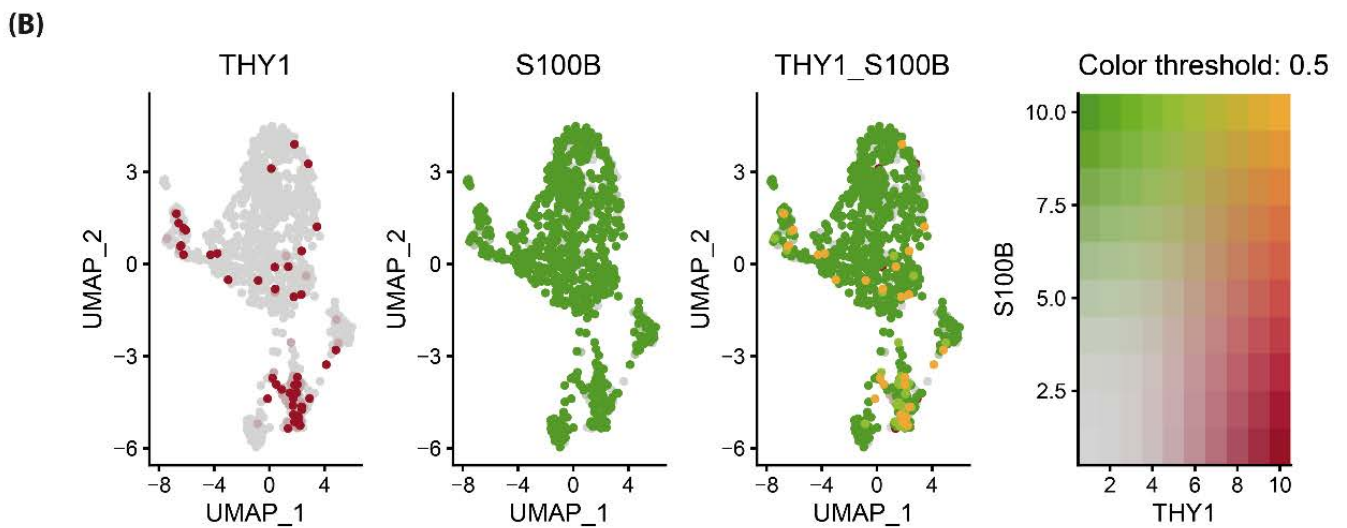 (B)
THY1
S100B
THY1_S100B
Color threshold: 0.5
UMAP_2
3
0
−3
−6
−8
−4
0
4
UMAP_1
UMAP_2
3
0
−3
−6
−8
−4
0
4
UMAP_1
UMAP_2
3
0
−3
−6
−8
−4
0
4
UMAP_1
S100B
10.0
7.5
5.0
2.5
2
4
6
8
10
THY1